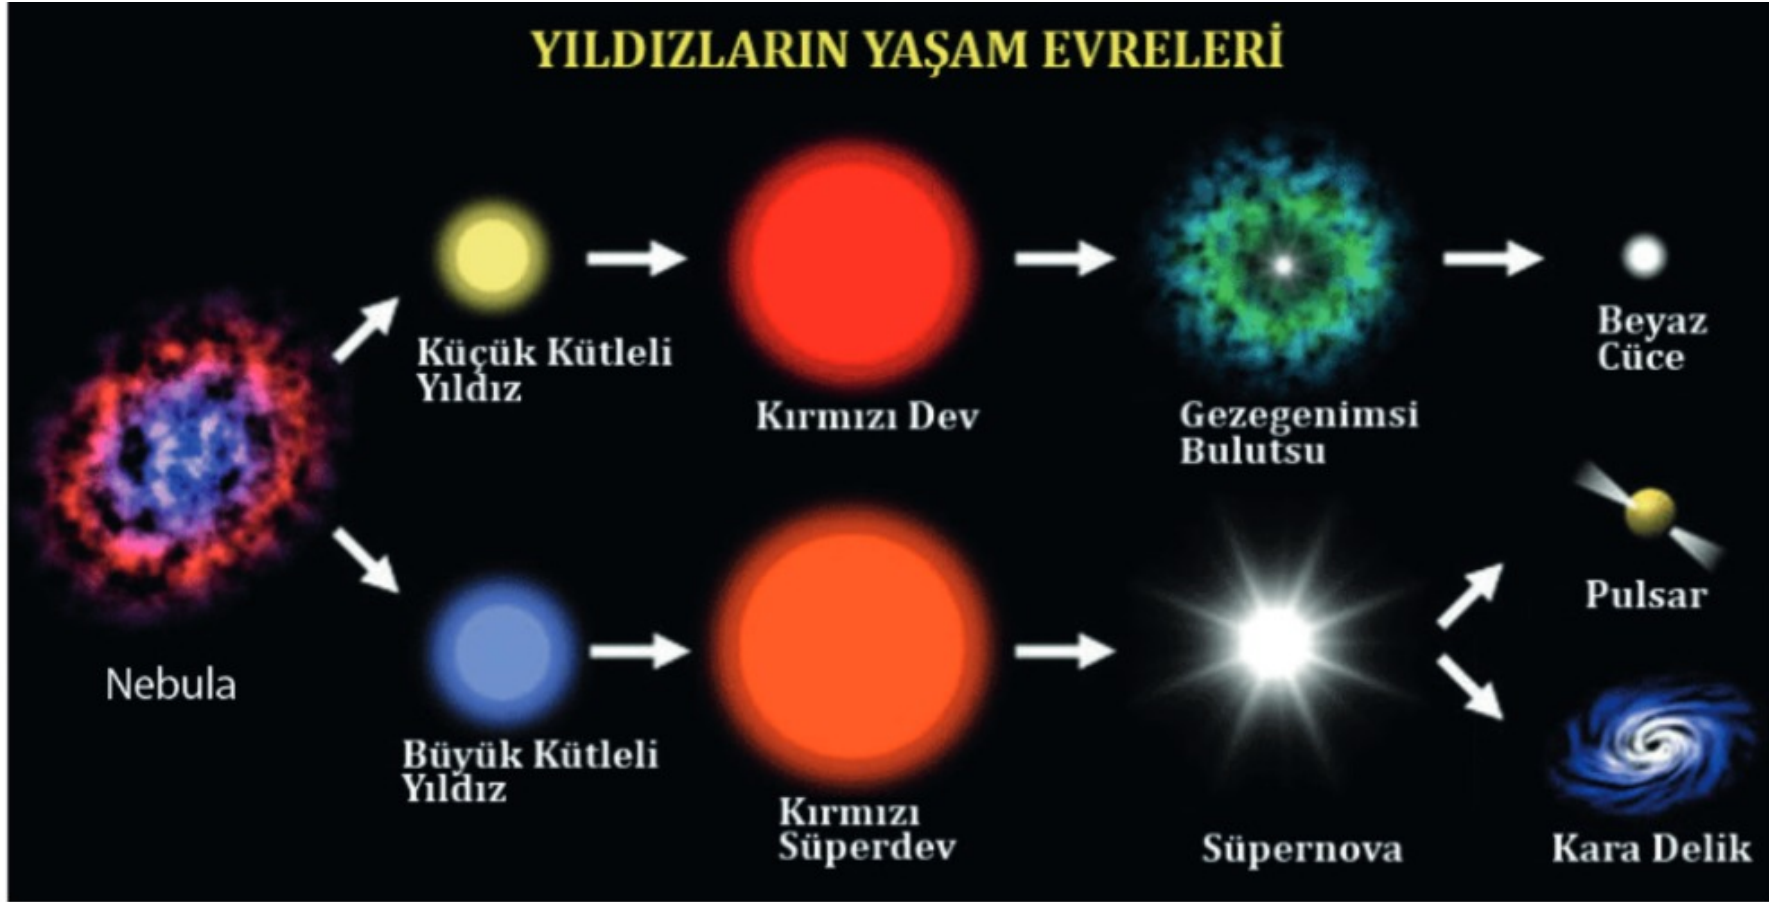 YILDIZLARIN YAŞAM EVRELERİ
Küçük Kütleli
Yıldız
Kırmızı Dev
Gezegenimsi
Bulutsu
Beyaz
Cüce
Nebula
Büyük Kütleli
Yıldız
Kırmızı
Süperdev
Süpernova
Pulsar
Kara Delik